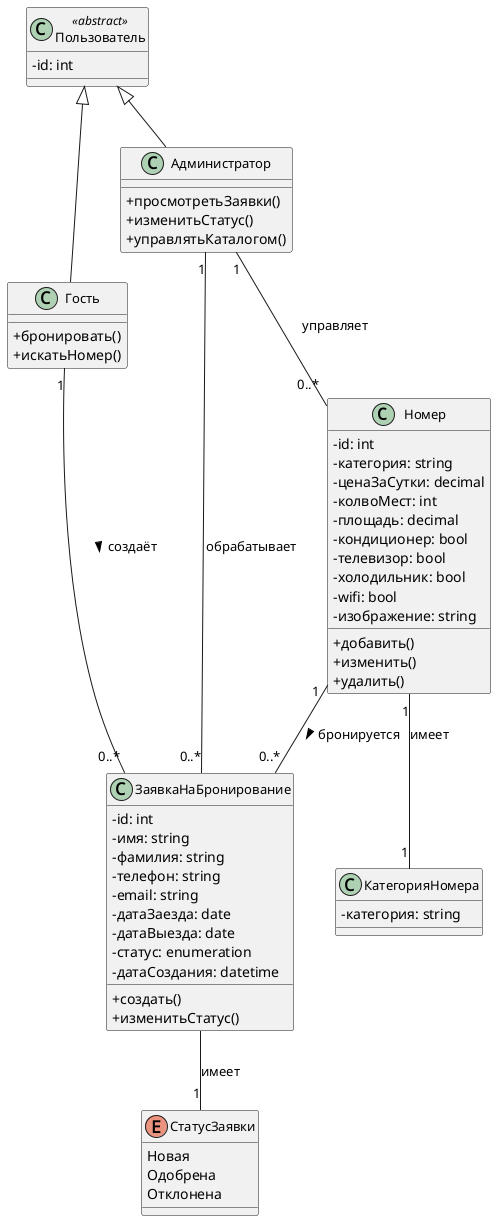 C
«abstract»
Пользователь
-id: int
C Администратор
+просмотретьЗаявки()
+изменитьСтатус()
+управлятьКаталогом()
C Гость
+бронировать()
+искатьНомер()
1
1
1
управляет
0..*
C Номер
-id: int
-категория: string
-ценаЗаСутки: decimal
-колвоМест: int
-площадь: decimal
-кондиционер: bool
-телевизор: bool
-холодильник: bool
-wifi: bool
-изображение: string
+добавить()
+изменить()
+удалить()
создаёт
обрабатывает
1
1
бронируется
имеет
0..*
0..*
0..*
1
C ЗаявкаНаБронирование
-id: int
-имя: string
-фамилия: string
-телефон: string
-email: string
-датаЗаезда: date
-датаВыезда: date
-статус: enumeration
-датаСоздания: datetime
+создать()
+изменитьСтатус()
C КатегорияНомера
-категория: string
имеет
1
E СтатусЗаявки
Новая
Одобрена
Отклонена